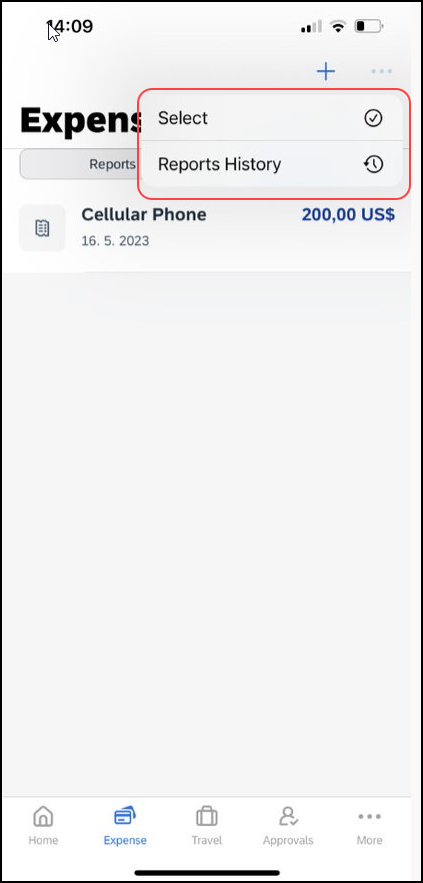 14:09
Expens
Select
Reports History
Reports
Cellular Phone
200,00 US$
16. 5. 2023
Home
Expense
Travel
Approvals
More